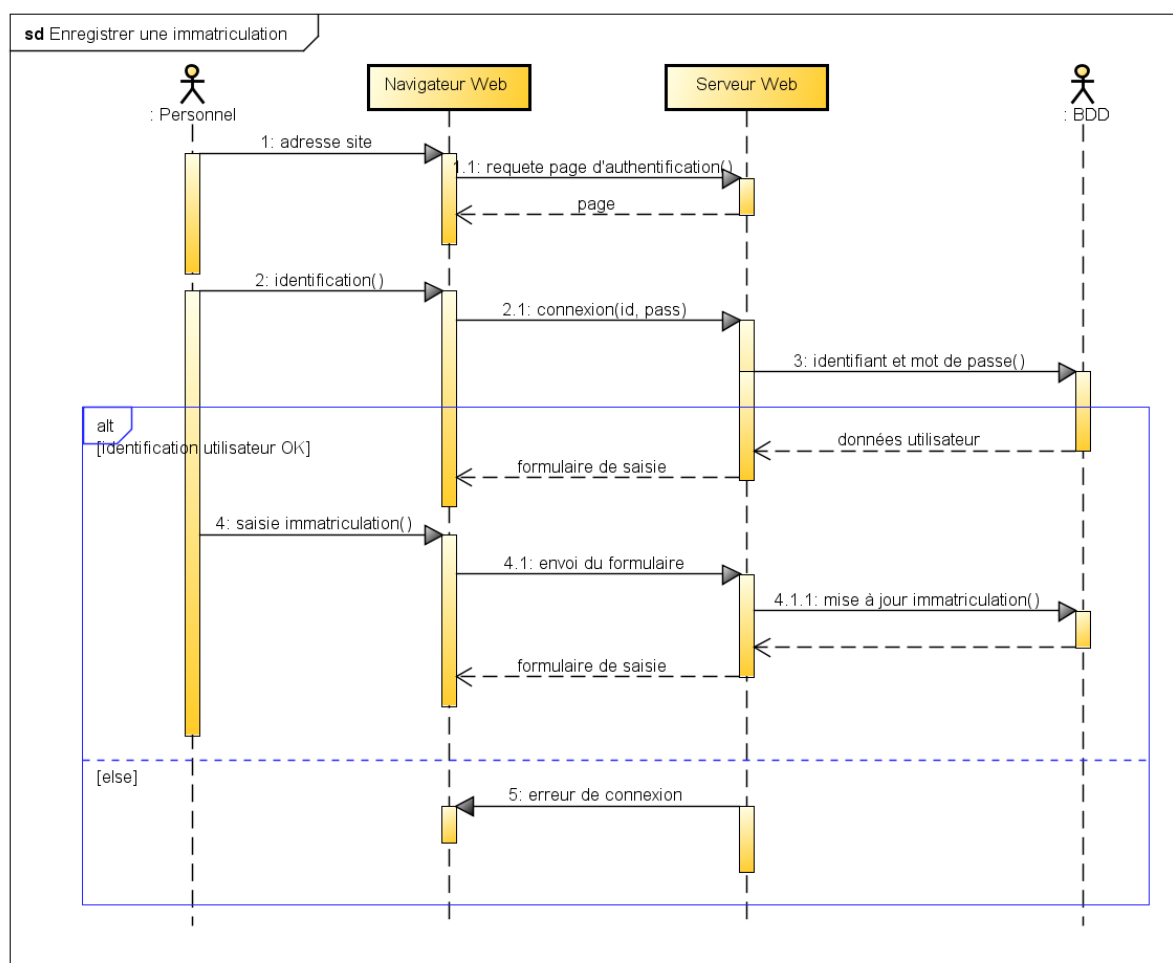 sd Enregistrer une immatriculation
: Personnel
Navigateur Web
Serveur Web
: BDD
1: adresse site
1.1: requete page d'authentification()
page
2: identification()
2.1: connexion(id, pass)
3: identifiant et mot de passe()
alt
[identification utilisateur OK]
données utilisateur
formulaire de saisie
4: saisie immatriculation()
4.1: envoi du formulaire
4.1.1: mise à jour immatriculation()
formulaire de saisie
[else]
5: erreur de connexion